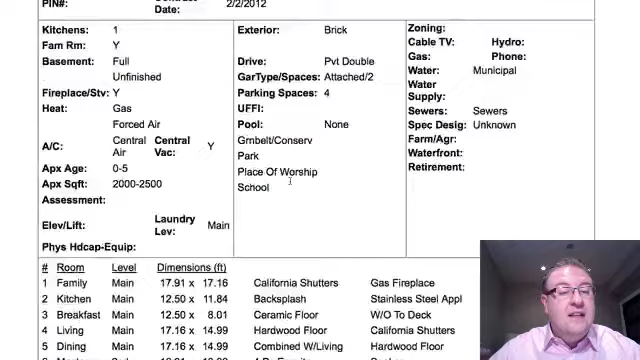 PIN#: Date: 2/2/2012
Kitchens: 1 Exterior: Brick Zoning:
Fam Rm: Y Cable TV: Hydro:
Basement: Full Drive: Pvt Double Gas: Phone:
Unfinished GarType/Spaces: Attached/2 Water: Municipal
Fireplace/Stv: Y Parking Spaces: 4 Water Supply:
Heat: Gas UFFI: Sewers: Sewers
Forced Air Pool: None Spec Desig: Unknown
A/C: Central Air Central Vac: Y Grnbelt/Conserv Farm/Agr:
Park Waterfront:
Apx Age: 0-5 Place Of Worship Retirement:
Apx Sqft: 2000-2500 School
Assessment:
Elev/Lift: Laundry Lev: Main
Phys Hdcap-Equip:
# Room Level Dimensions (ft)
1 Family Main 17.91 x 17.16 California Shutters Gas Fireplace
2 Kitchen Main 12.50 x 11.84 Backsplash Stainless Steel Appl
3 Breakfast Main 12.50 x 8.01 Ceramic Floor W/O To Deck
4 Living Main 17.16 x 14.99 Hardwood Floor California Shutters
5 Dining Main 17.16 x 14.99 Combined W/Living Hardwood Floor